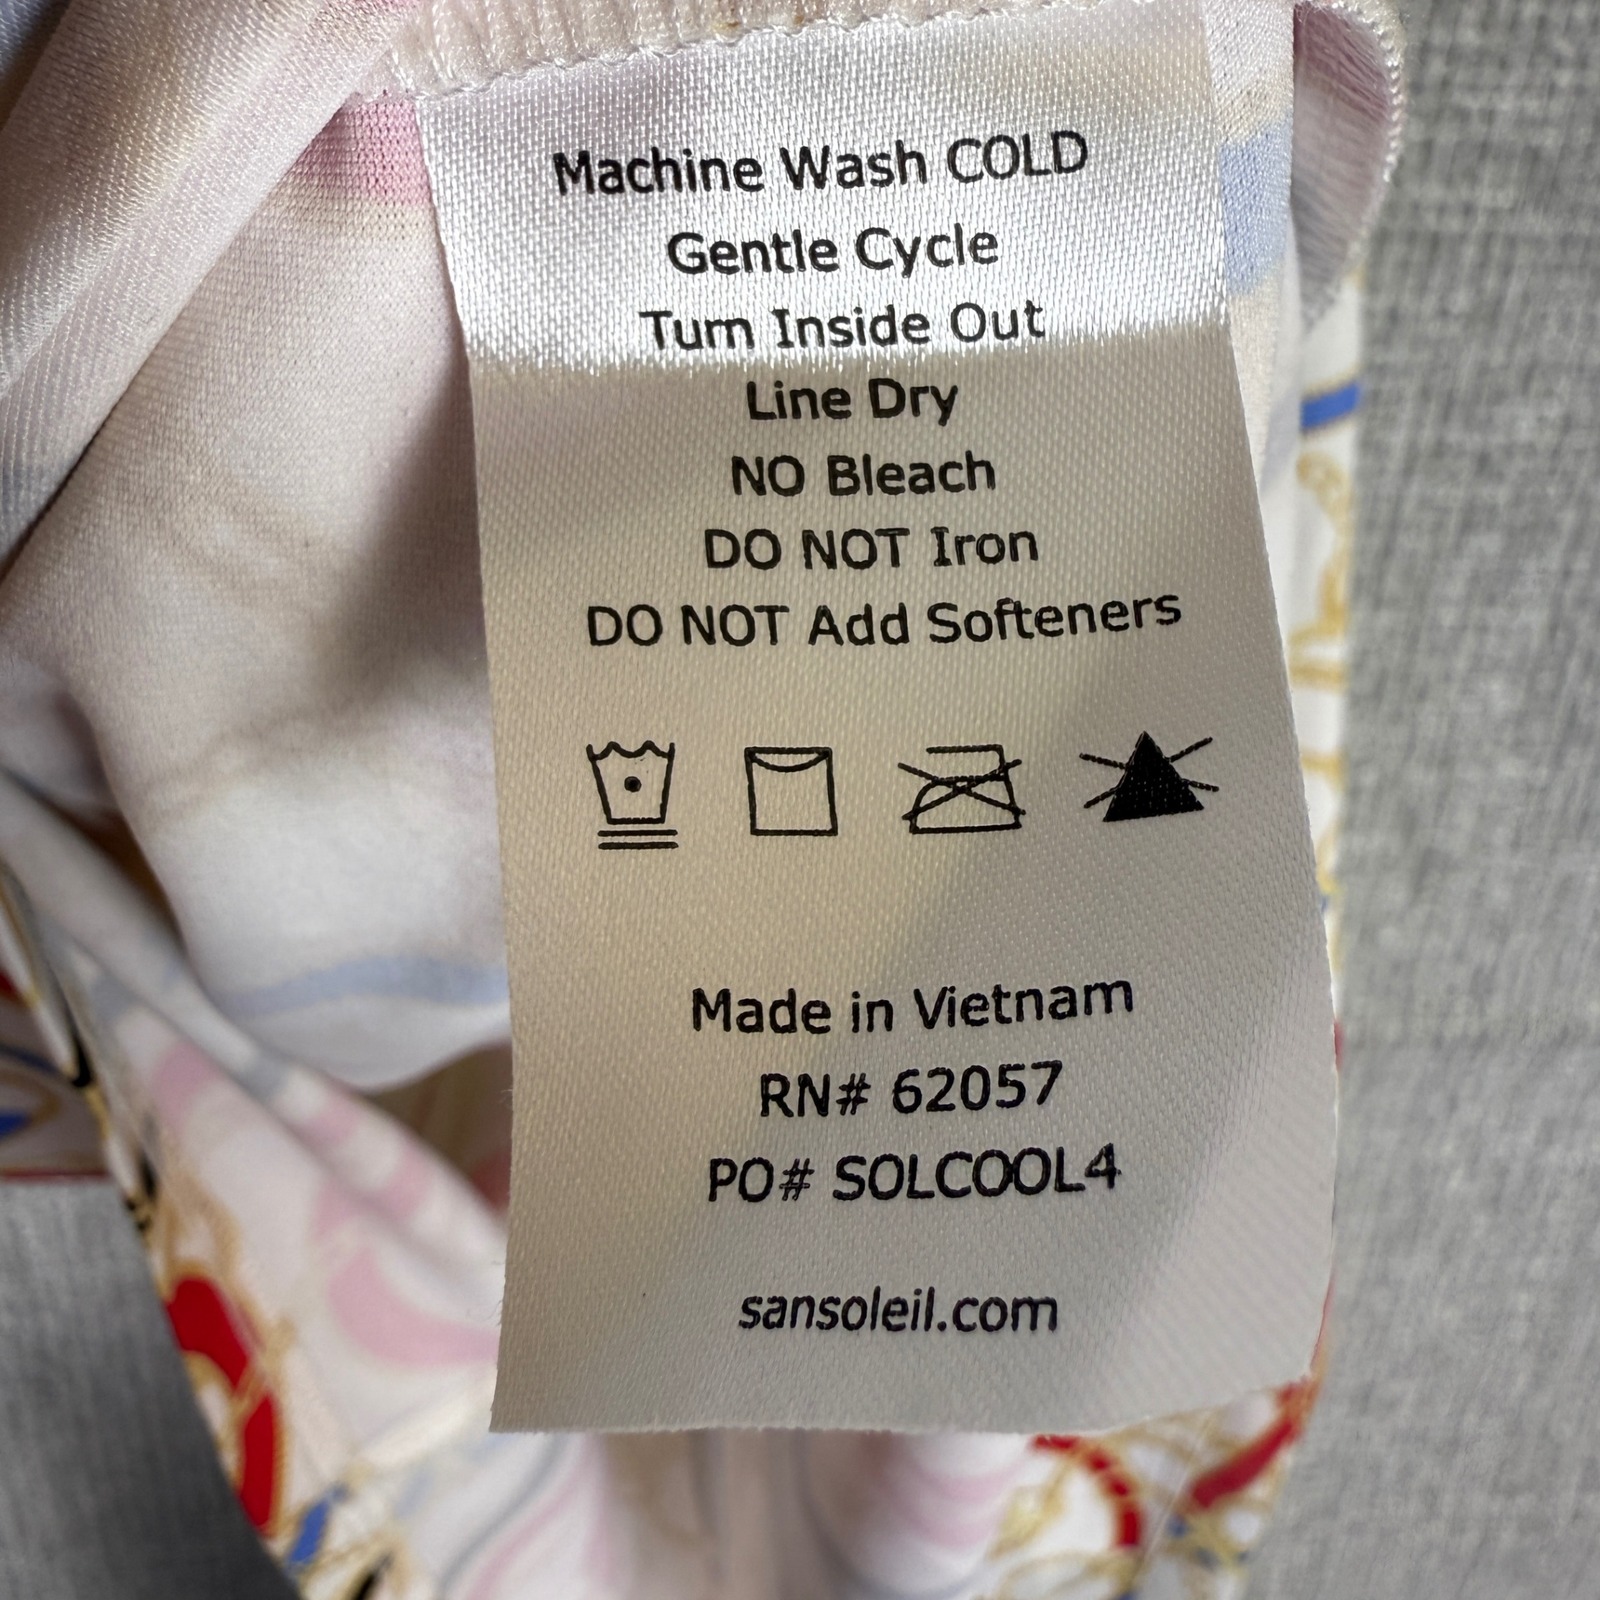 Machine Wash COLD
Gentle Cycle
Turn Inside Out
Line Dry
NO Bleach
DO NOT Iron
DO NOT Add Softeners
Made in Vietnam
RN# 62057
PO# SOLCOOL4
sansoleil.com